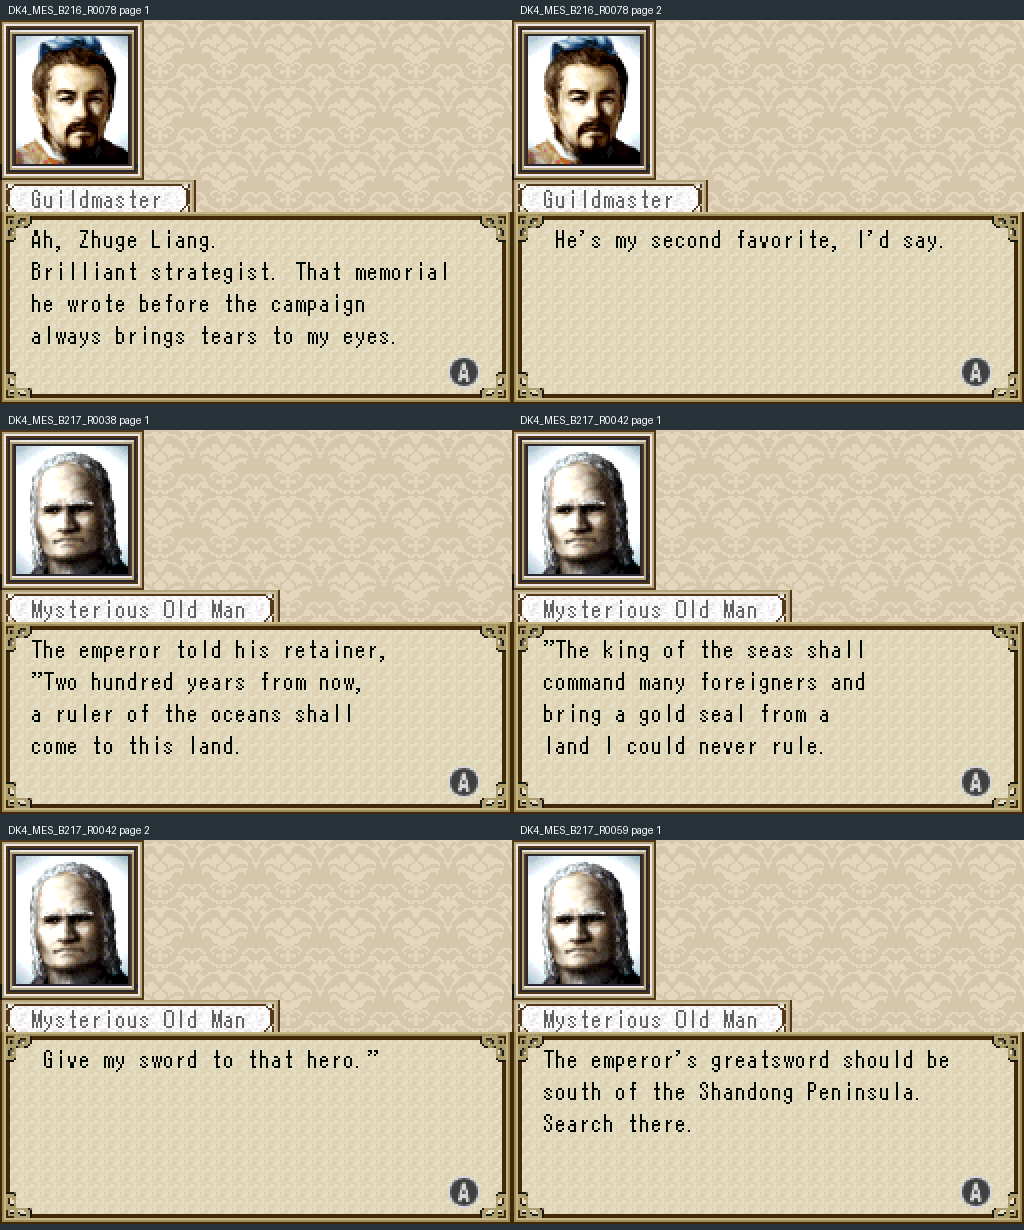 DK4_MES_B216_R0078 page 1
Guildmaster
Ah, Zhuge Liang.
Brilliant strategist. That memorial
he wrote before the campaign
always brings tears to my eyes.
A
DK4_MES_B216_R0078 page 2
Guildmaster
He’s my second favorite, I’d say.
A
DK4_MES_B217_R0038 page 1
Mysterious Old Man
The emperor told his retainer,
”Two hundred years from now,
a ruler of the oceans shall
come to this land.
A
DK4_MES_B217_R0042 page 1
Mysterious Old Man
”The king of the seas shall
command many foreigners and
bring a gold seal from a
land I could never rule.
A
DK4_MES_B217_R0042 page 2
Mysterious Old Man
Give my sword to that hero.”
A
DK4_MES_B217_R0059 page 1
Mysterious Old Man
The emperor’s greatsword should be
south of the Shandong Peninsula.
Search there.
A